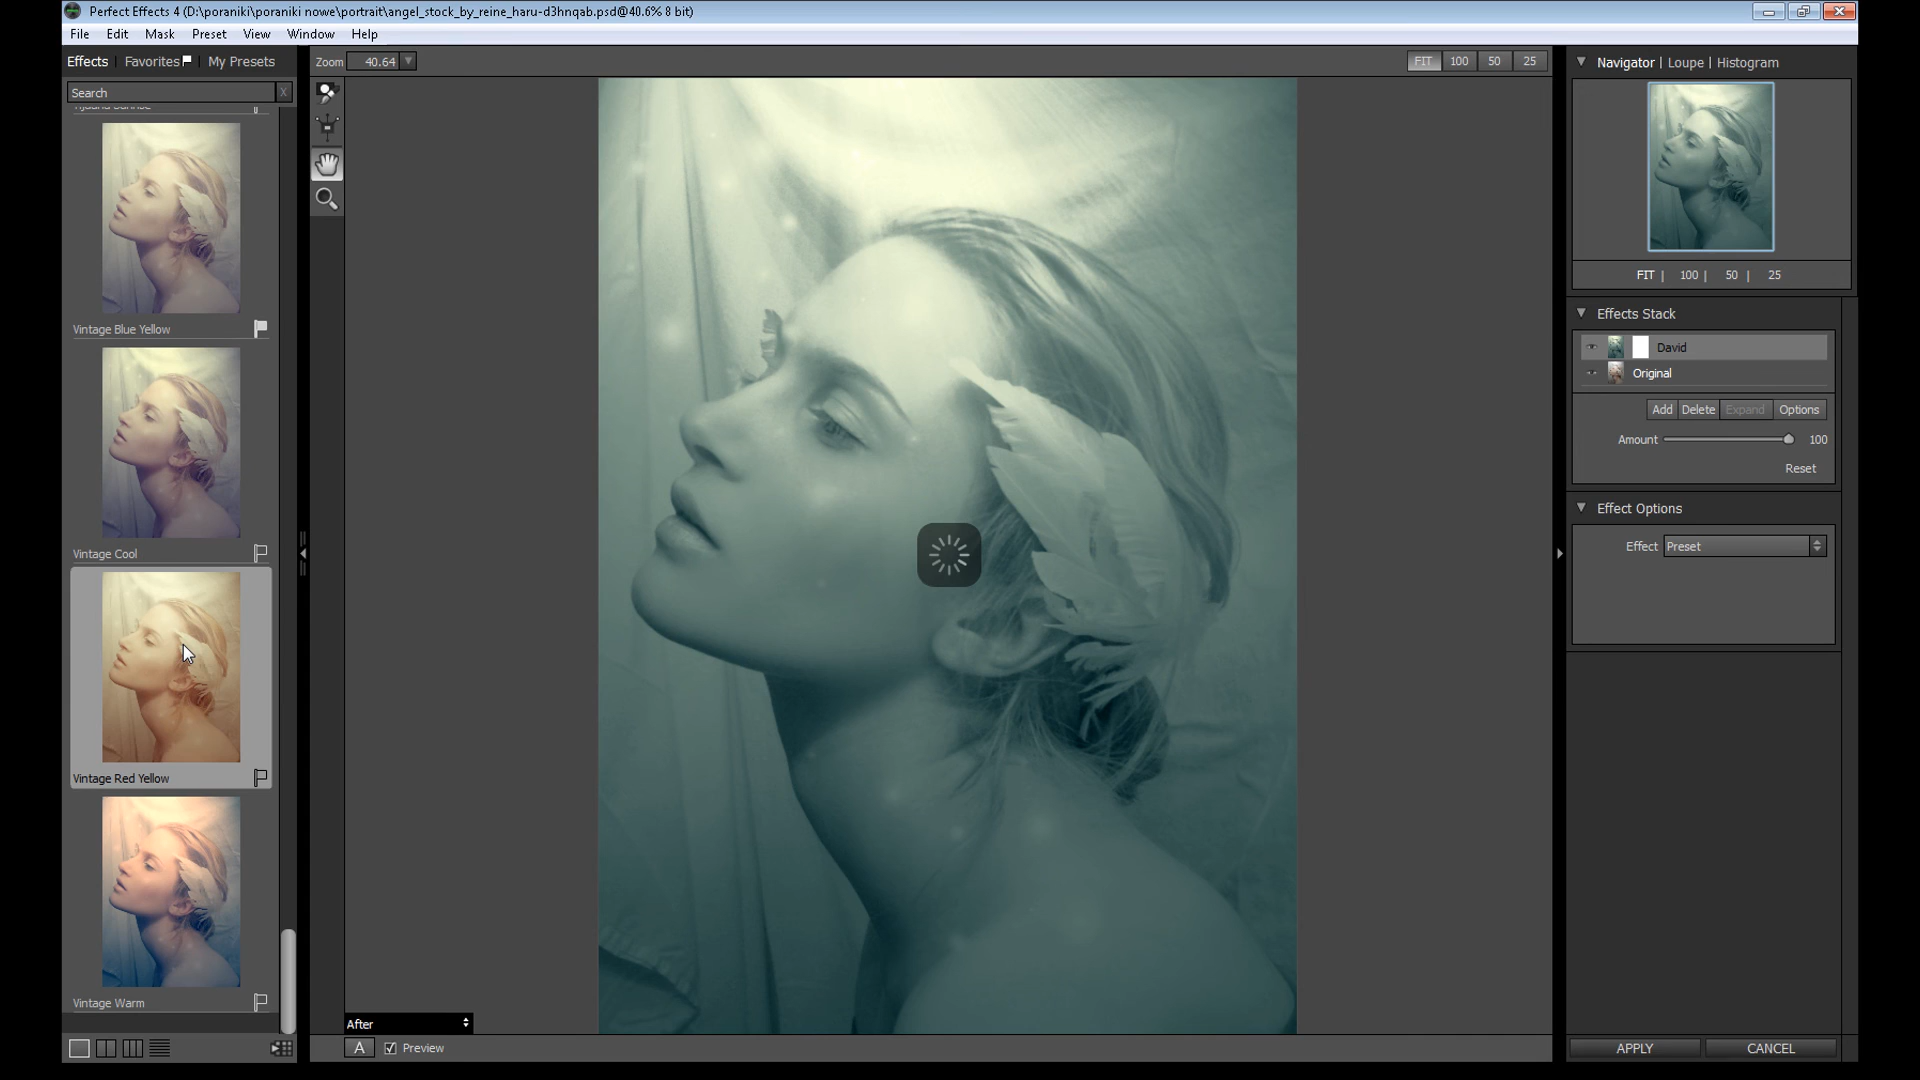 Perfect Effects 4 (D:\poraniki\poraniki nowe\portrait\angel_stock_by_reine_haru-d3hnqab.psd@40.6% 8 bit)
File Edit Mask Preset View Window Help
Effects | Favorites | My Presets
Zoom 40.64
FIT 100 50 25
Navigator | Loupe | Histogram
Search X
Tijuana Sunrise
Vintage Blue Yellow
Vintage Cool
Vintage Red Yellow
Vintage Warm
After
A Preview
FIT | 100 | 50 | 25
Effects Stack
David
Original
Add Delete Expand Options
Amount 100
Reset
Effect Options
Effect Preset
APPLY CANCEL